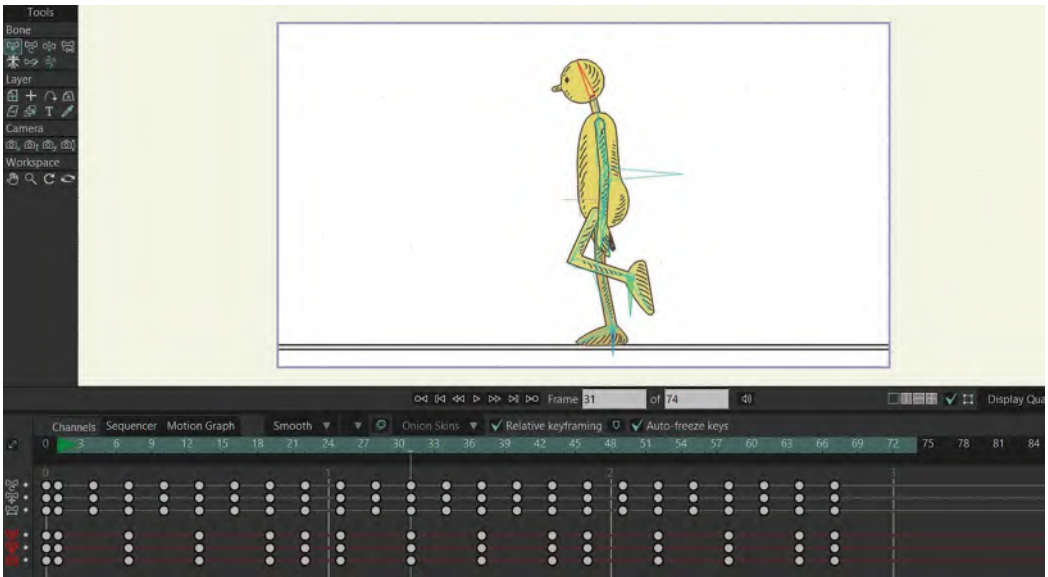 Tools
Bone
Layer
T
Camera
Workspace
Frame 31 of 74
Display Qua
Channels Sequencer Motion Graph Smooth Onion Skins Relative keyframing Auto-freeze keys
0 3 6 9 12 15 18 21 24 27 30 33 36 39 42 45 48 51 54 57 60 63 66 69 72 75 78 81 84
0 1 2 3